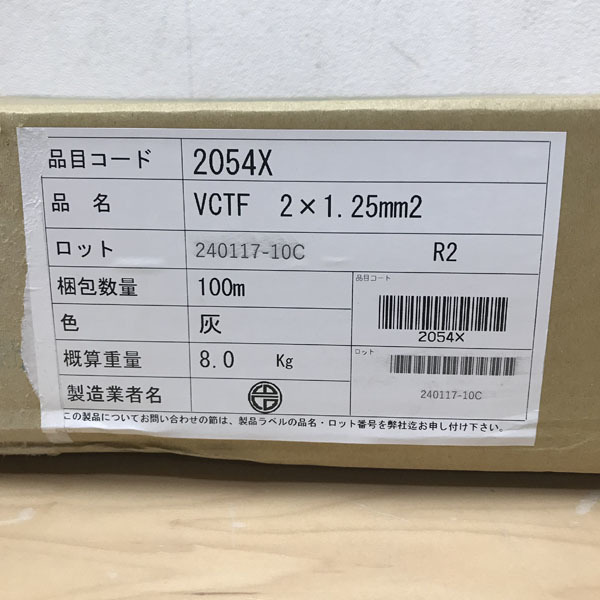 品目コード 2054X
品 名 VCTF 2×1.25mm2
ロット 240117-10C R2
梱包数量 100m
品目コート
2054X
色 灰
概算重量 8.0 Kg
ロット
240117-10C
製造業者名
この製品についてお問い合わせの節は、製品ラベルの品名・ロット番号を弊社迄お申し付け下さい。